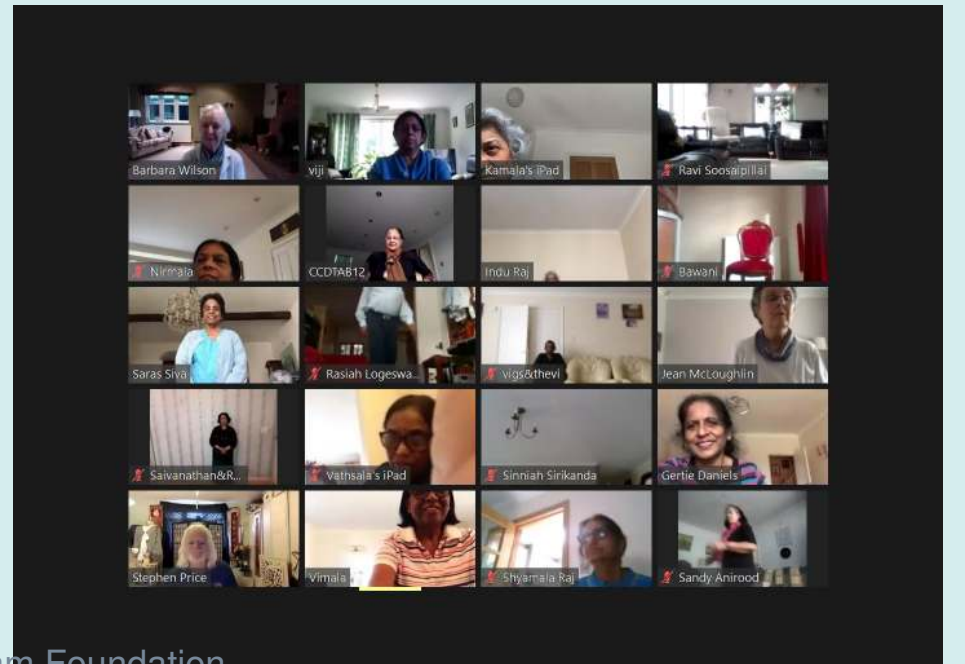 Barbara Wilson
viji
Kamala's iPad
Ravi Soosaipillai
Nirmala
CCDTAB12
Indu Raj
Bawani
Saras Siva
Rasiah Logeswa...
vigs&thevi
Jean McLoughlin
Saivanathan&R...
Vathsala's iPad
Sinniah Sirikanda
Gertie Daniels
Stephen Price
Vimala
Shyamala Raj
Sandy Anirood
Foundation